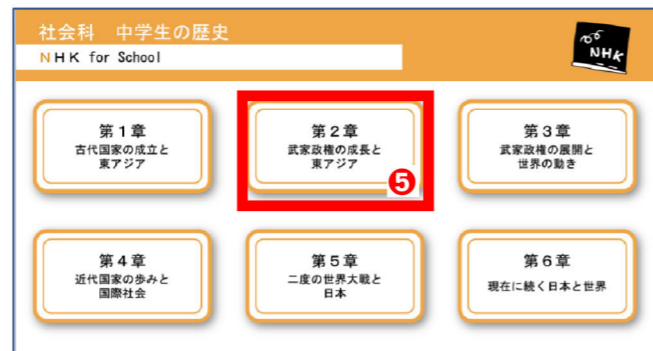 社会科 中学生の歴史
NHK for School
NHK
第1章
古代国家の成立と
東アジア
第2章
武家政権の成長と
東アジア
❺
第3章
武家政権の展開と
世界の動き
第4章
近代国家の歩みと
国際社会
第5章
二度の世界大戦と
日本
第6章
現在に続く日本と世界